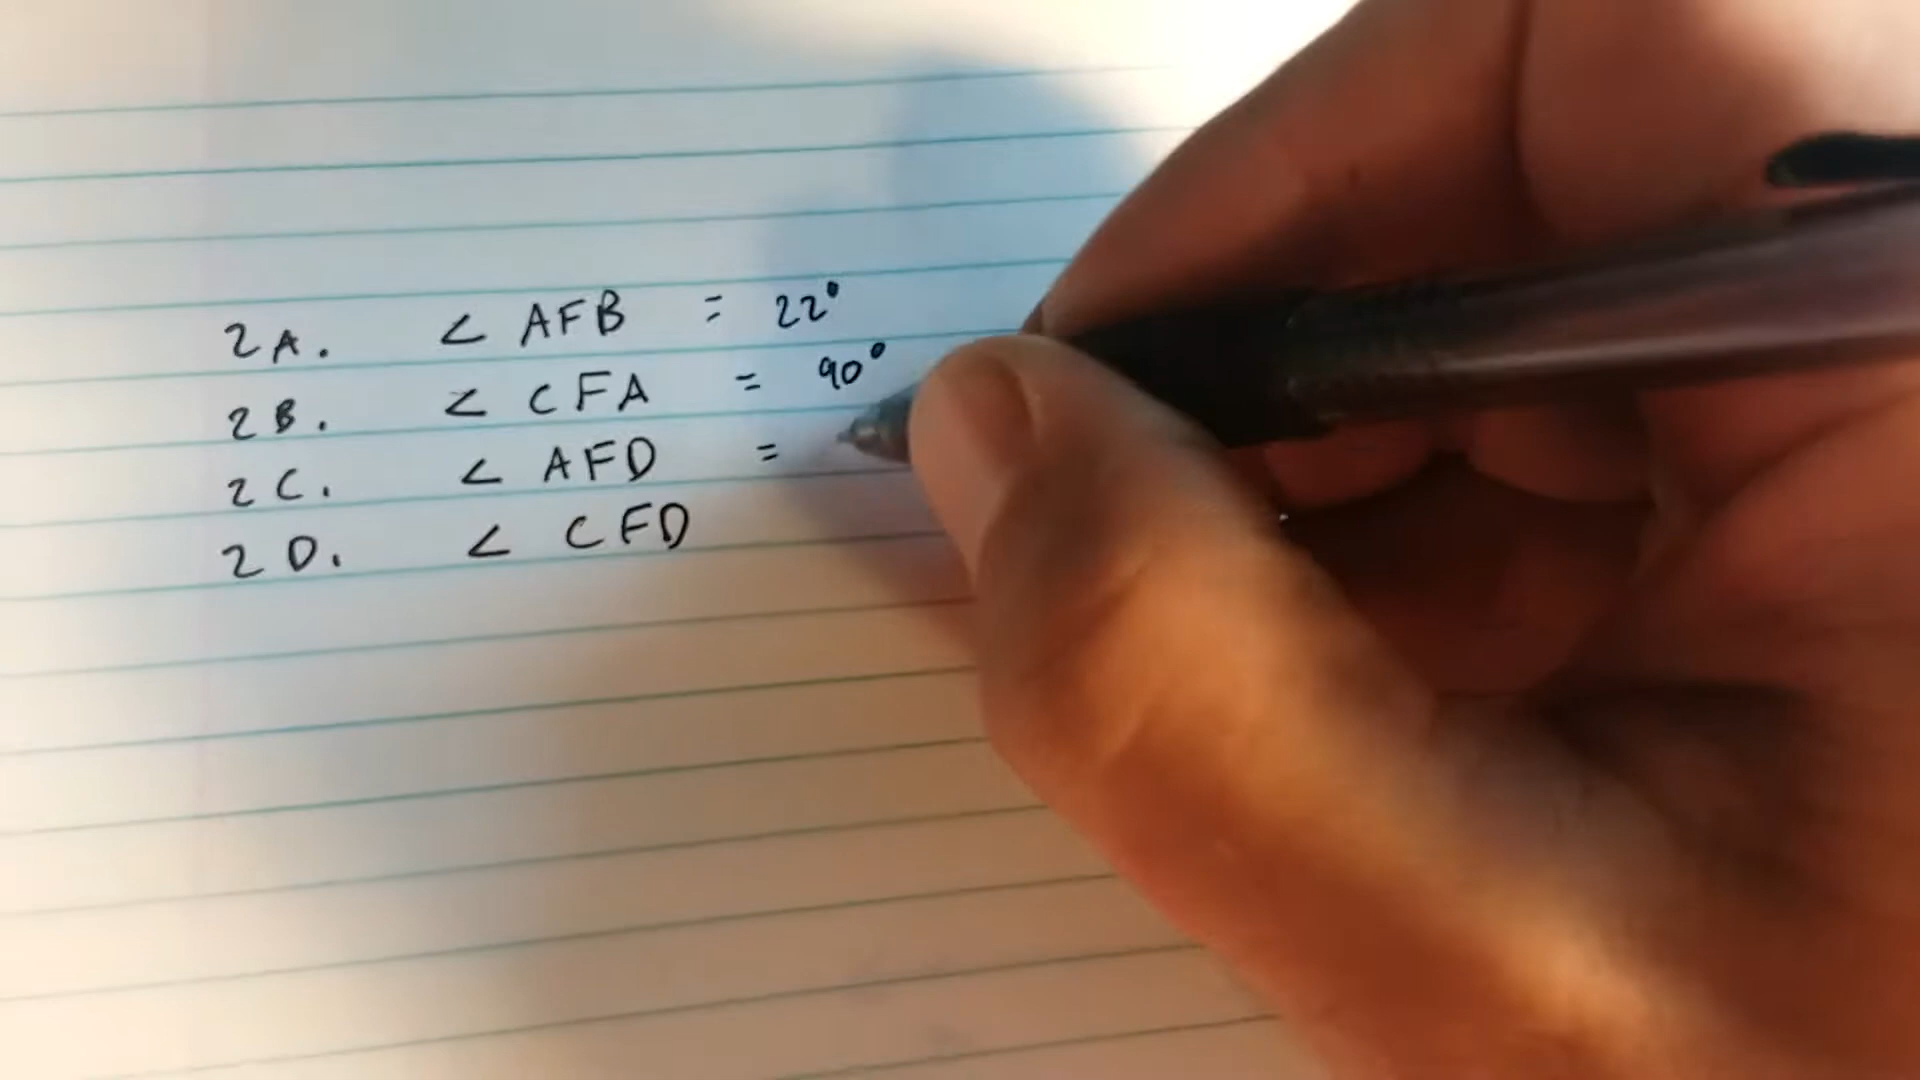 2A. < AFB = 22°
2B. < CFA = 90°
2C. < AFD =
2D. < CFD